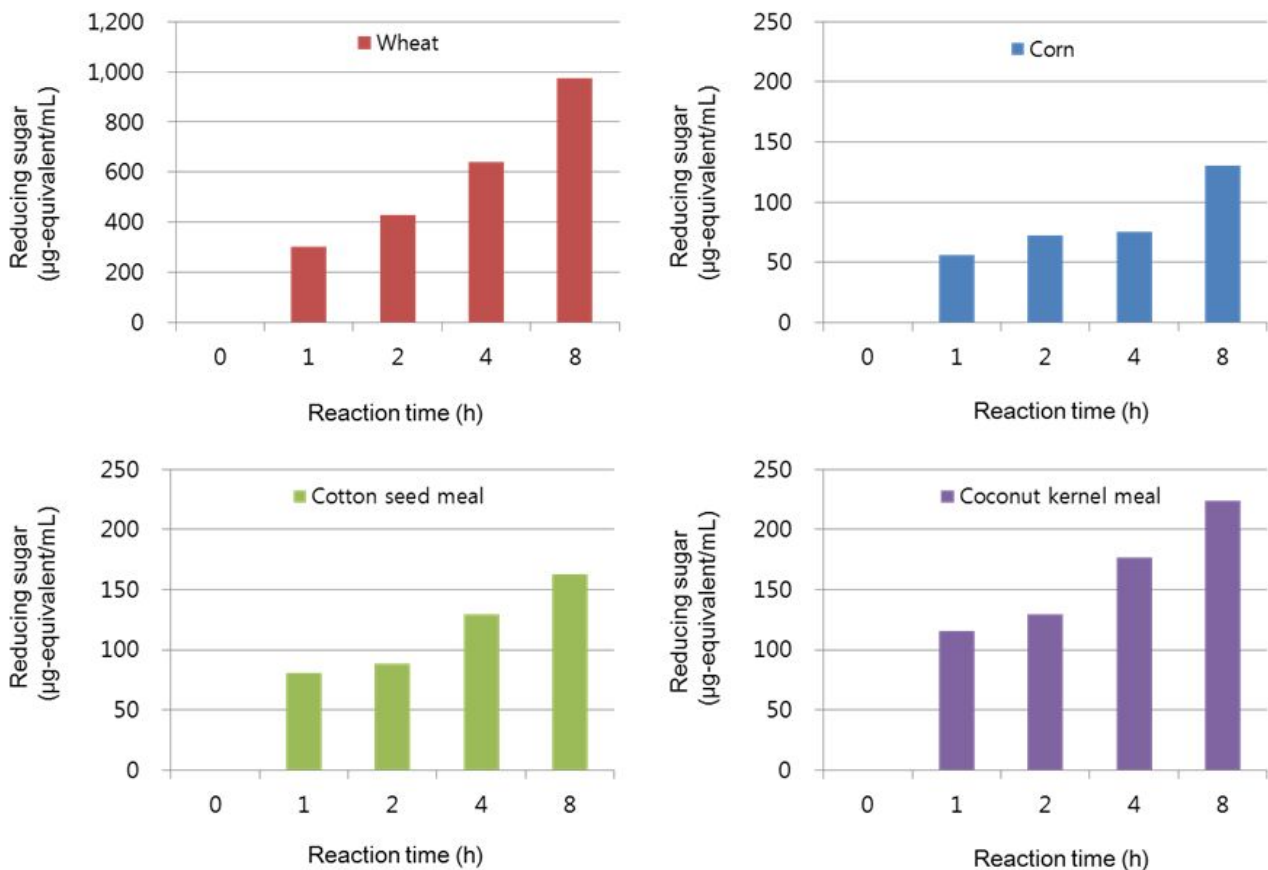 Wheat
1,200
1,000
800
600
400
200
0
Reducing sugar
(µg-equivalent/mL)
0 1 2 4 8
Reaction time (h)
Corn
250
200
150
100
50
0
Reducing sugar
(µg-equivalent/mL)
0 1 2 4 8
Reaction time (h)
Cotton seed meal
250
200
150
100
50
0
Reducing sugar
(µg-equivalent/mL)
0 1 2 4 8
Reaction time (h)
Coconut kernel meal
250
200
150
100
50
0
Reducing sugar
(µg-equivalent/mL)
0 1 2 4 8
Reaction time (h)